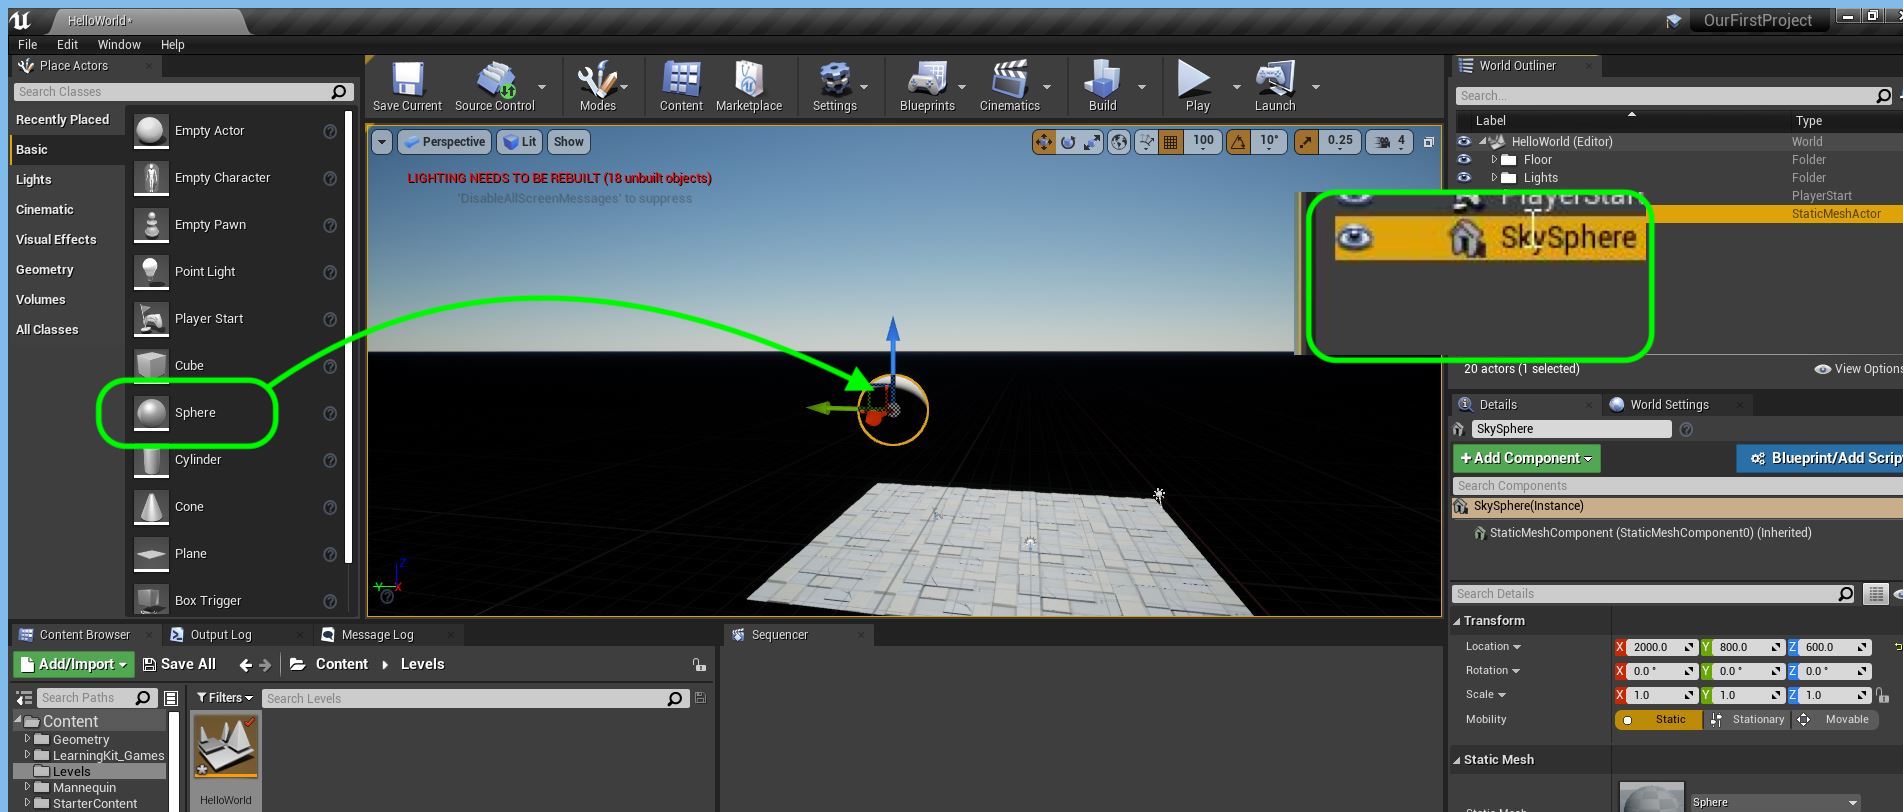 HelloWorld*
OurFirstProject
File Edit Window Help
Place Actors
Search Classes
Recently Placed
Basic
Lights
Cinematic
Visual Effects
Geometry
Volumes
All Classes
Empty Actor
Empty Character
Empty Pawn
Point Light
Player Start
Cube
Sphere
Cylinder
Cone
Plane
Box Trigger
Save Current Source Control Modes Content Marketplace Settings Blueprints Cinematics Build Play Launch
Perspective Lit Show 100 10° 0.25 4
LIGHTING NEEDS TO BE REBUILT (18 unbuilt objects)
'DisableAllScreenMessages' to suppress
Z
Y X
World Outliner
Search...
Label Type
HelloWorld (Editor) World
Floor Folder
Lights Folder
PlayerStart
PlayerStart
StaticMeshActor
SkySphere
20 actors (1 selected) View Options
Details World Settings
SkySphere
+Add Component Blueprint/Add Scrip
Search Components
SkySphere(Instance)
StaticMeshComponent (StaticMeshComponent0) (Inherited)
Search Details
Transform
Location X 2000.0 Y 800.0 Z 600.0
Rotation X 0.0 ° Y 0.0 ° Z 0.0 °
Scale X 1.0 Y 1.0 Z 1.0
Mobility Static Stationary Movable
Static Mesh
Static Mesh Sphere
Content Browser Output Log Message Log
Add/Import Save All Content Levels
Search Paths
Filters Search Levels
Content
Geometry
LearningKit_Games
Levels
Mannequin
StarterContent
HelloWorld
Sequencer